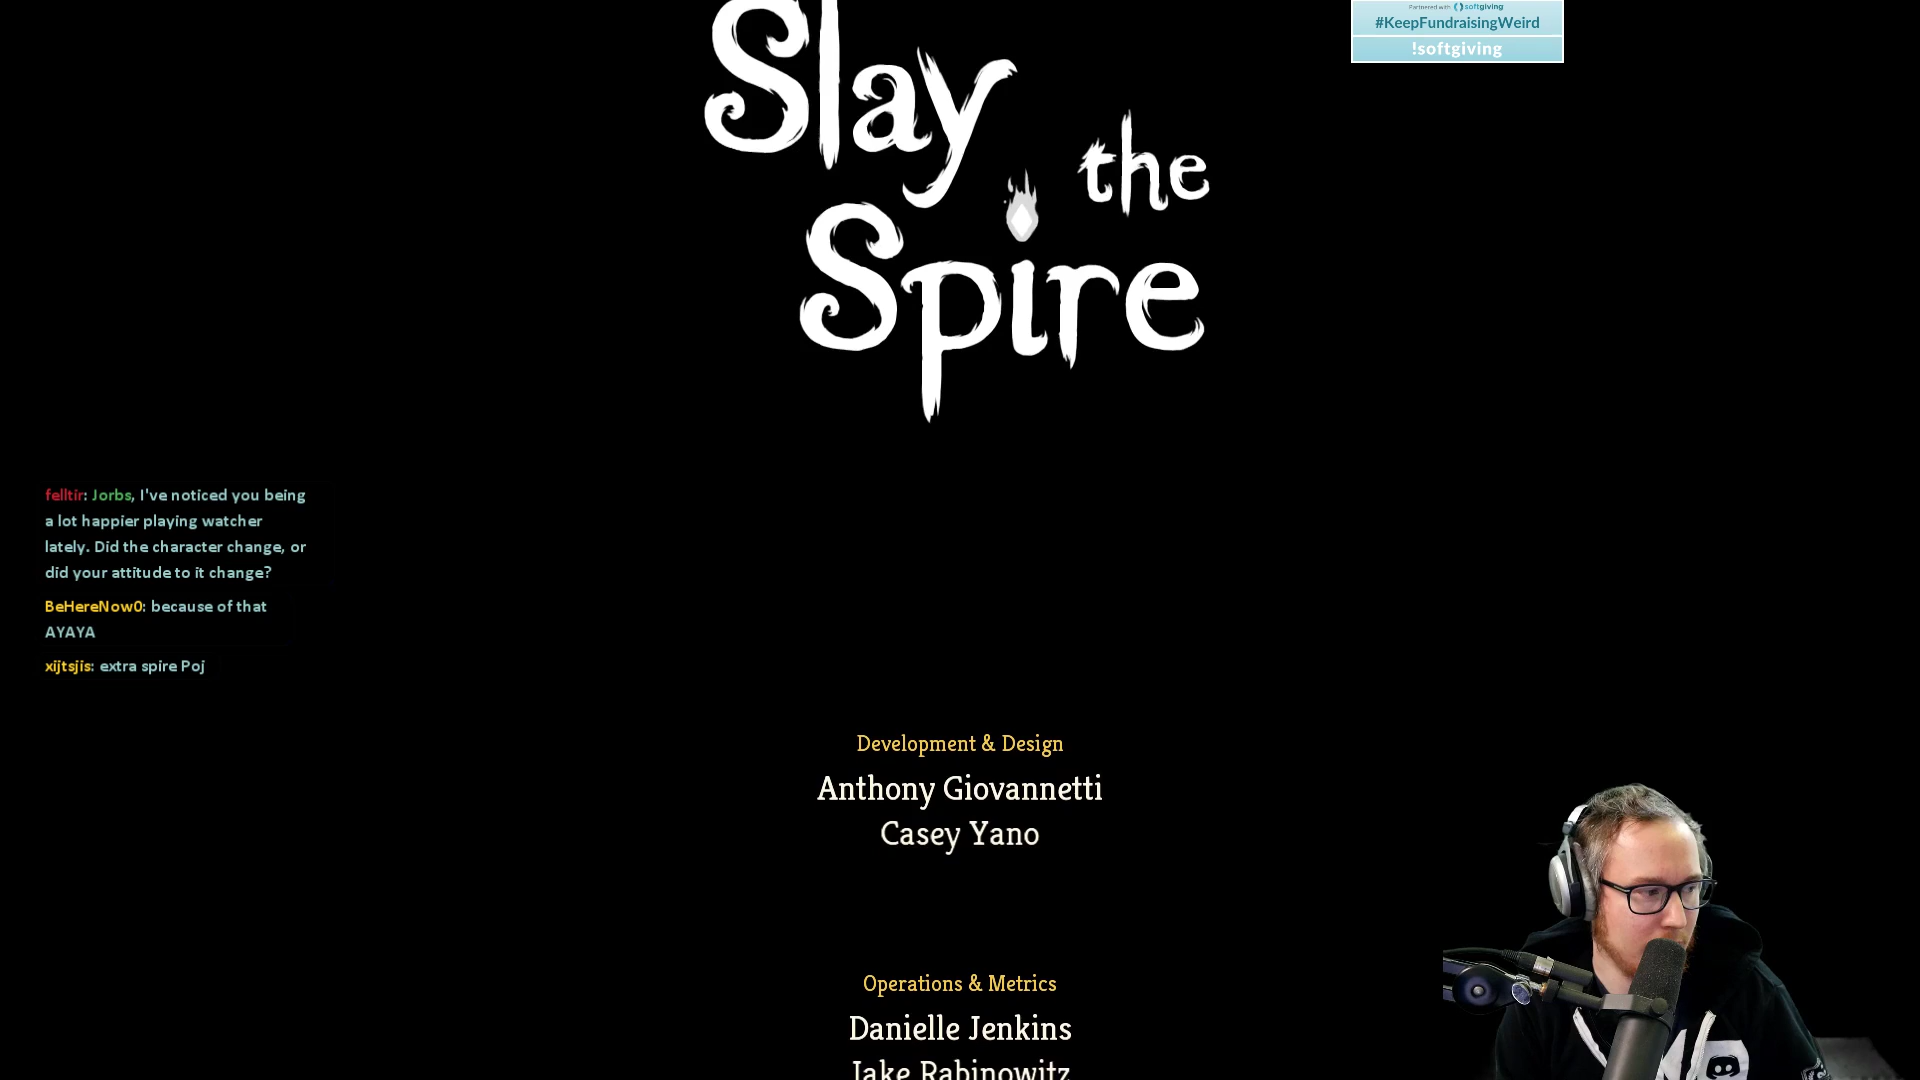 Partnered with softgiving
#KeepFundraisingWeird
!softgiving
Slay
the
Spire
felltir: Jorbs, I've noticed you being
a lot happier playing watcher
lately. Did the character change, or
did your attitude to it change?
BeHereNow0: because of that
AYAYA
xijtsjis: extra spire Poj
Development & Design
Anthony Giovannetti
Casey Yano
Operations & Metrics
Danielle Jenkins
Jake Rabinowitz